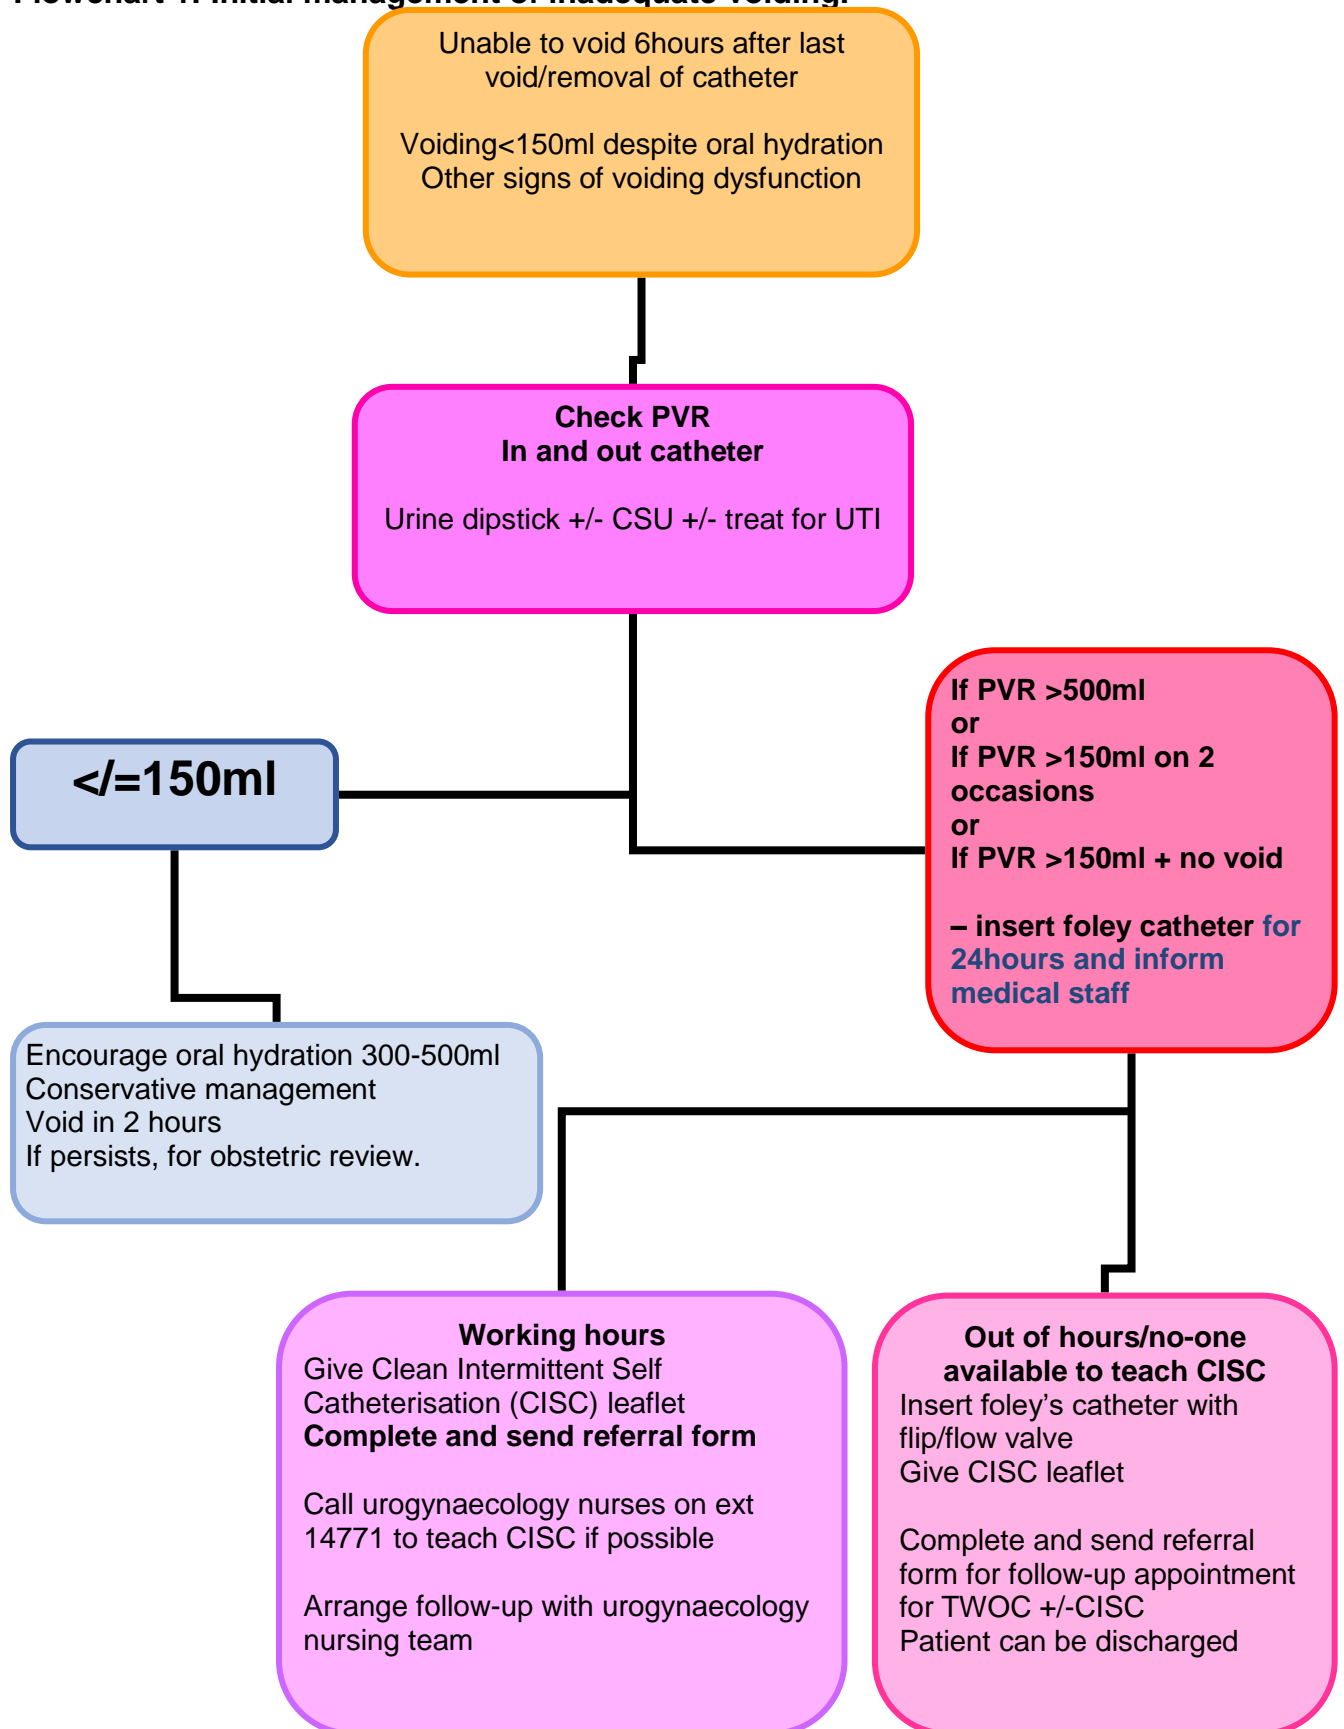 Flowchart 1: Initial management of inadequate voiding.
Unable to void 6hours after last
void/removal of catheter
Voiding<150ml despite oral hydration
Other signs of voiding dysfunction
Check PVR
In and out catheter
Urine dipstick +/- CSU +/- treat for UTI
If PVR >500ml
or
If PVR >150ml on 2
occasions
or
If PVR >150ml + no void
– insert foley catheter for
24hours and inform
medical staff
</=150ml
Encourage oral hydration 300-500ml
Conservative management
Void in 2 hours
If persists, for obstetric review.
Working hours
Give Clean Intermittent Self
Catheterisation (CISC) leaflet
Complete and send referral form
Call urogynaecology nurses on ext
14771 to teach CISC if possible
Arrange follow-up with urogynaecology
nursing team
Out of hours/no-one
available to teach CISC
Insert foley’s catheter with
flip/flow valve
Give CISC leaflet
Complete and send referral
form for follow-up appointment
for TWOC +/-CISC
Patient can be discharged